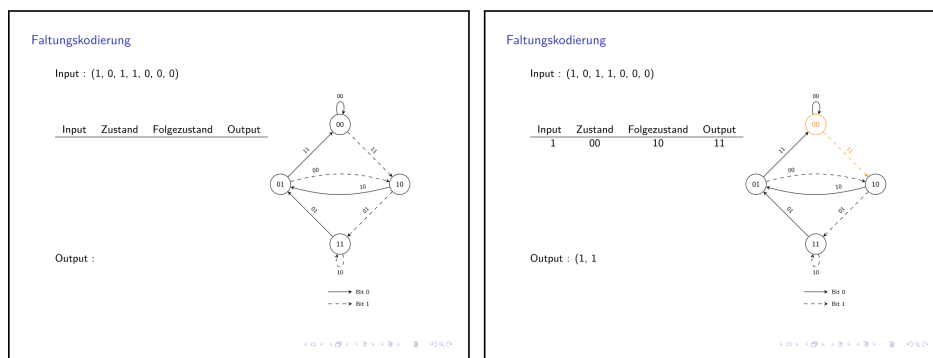 Faltungskodierung
Input : (1, 0, 1, 1, 0, 0, 0)
Input Zustand Folgezustand Output
00
00
11
11
00
01
10
10
01
01
11
10
Output :
Bit 0
Bit 1
Faltungskodierung
Input : (1, 0, 1, 1, 0, 0, 0)
Input Zustand Folgezustand Output
1 00 10 11
00
00
11
11
00
01
10
10
01
01
11
10
Output : (1, 1
Bit 0
Bit 1